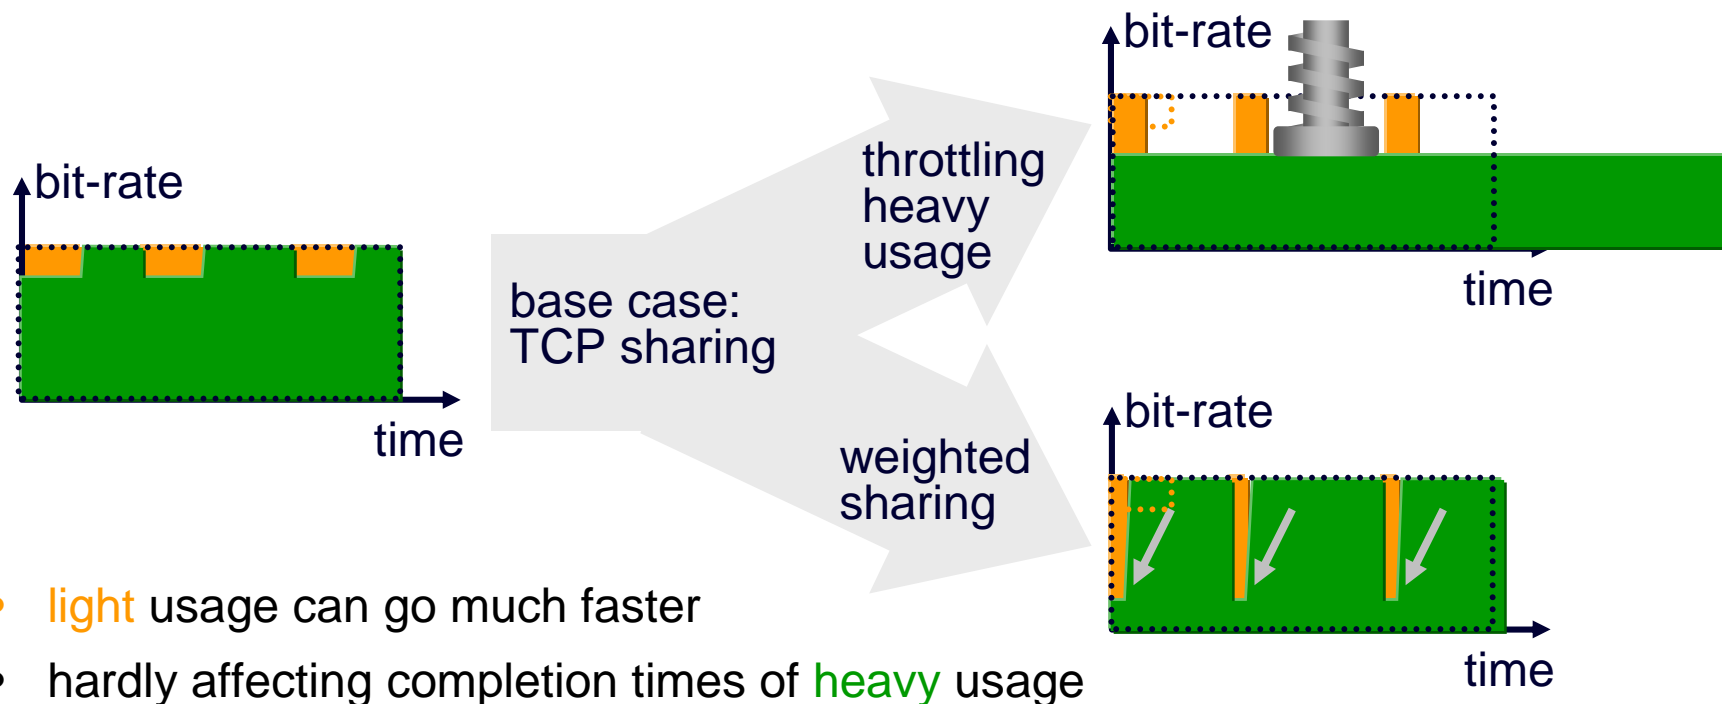 bit-rate
time
base case:
TCP sharing
throttling
heavy
usage
bit-rate
time
weighted
sharing
bit-rate
time
• light usage can go much faster
• hardly affecting completion times of heavy usage